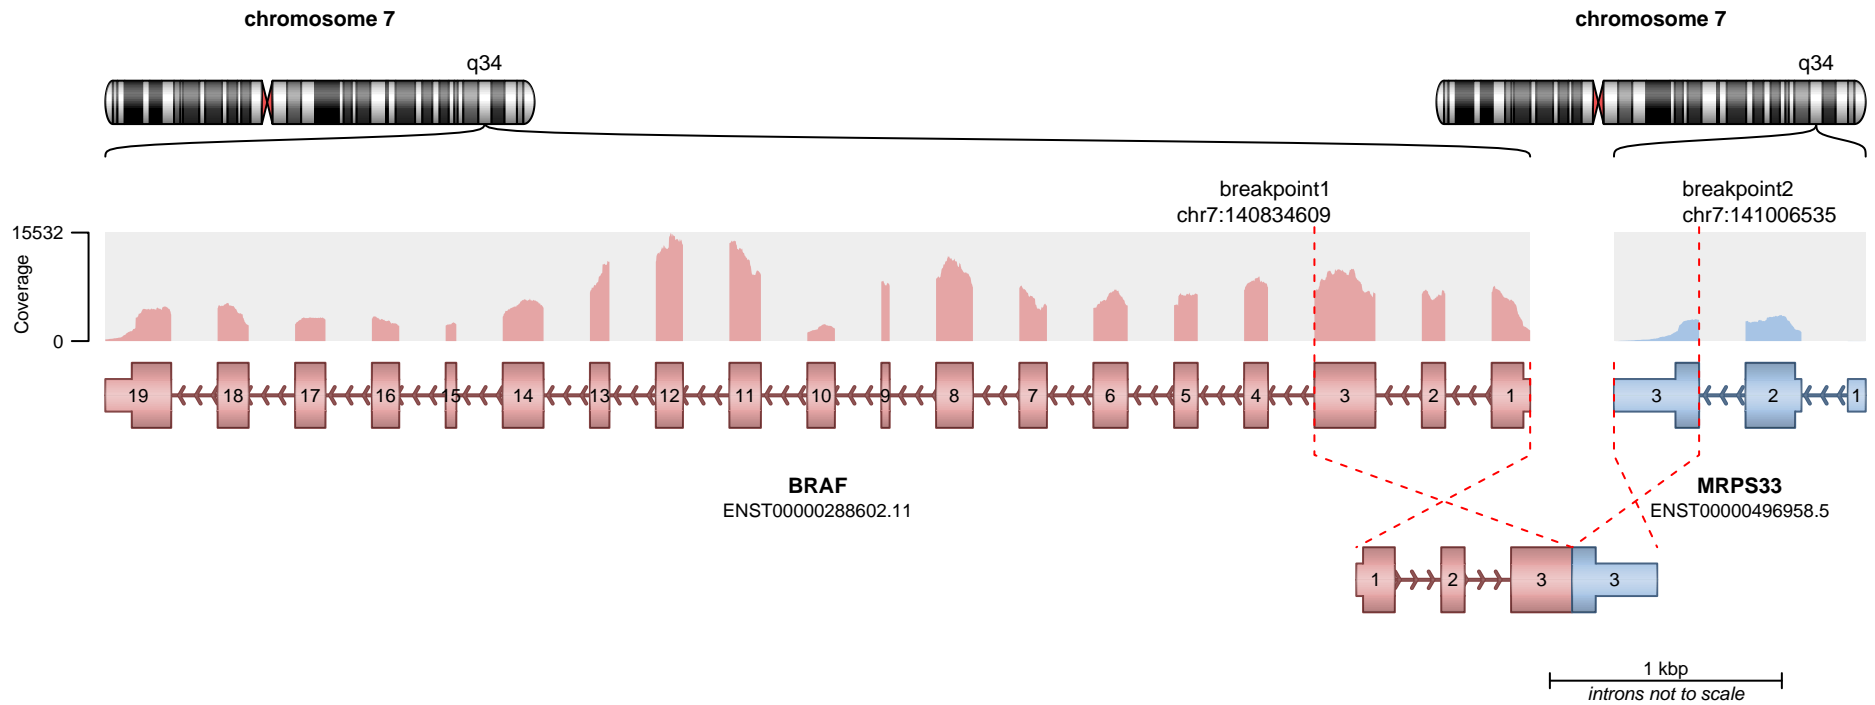 chromosome 7
chromosome 7
q34
q34
breakpoint1
chr7:140834609
breakpoint2
chr7:141006535
15532
Coverage
0
19 18 17 16 15 14 13 12 11 10 9 8 7 6 5 4 3 2 1
3 2 1
BRAF
ENST00000288602.11
MRPS33
ENST00000496958.5
1 2 3 3
1 kbp
introns not to scale